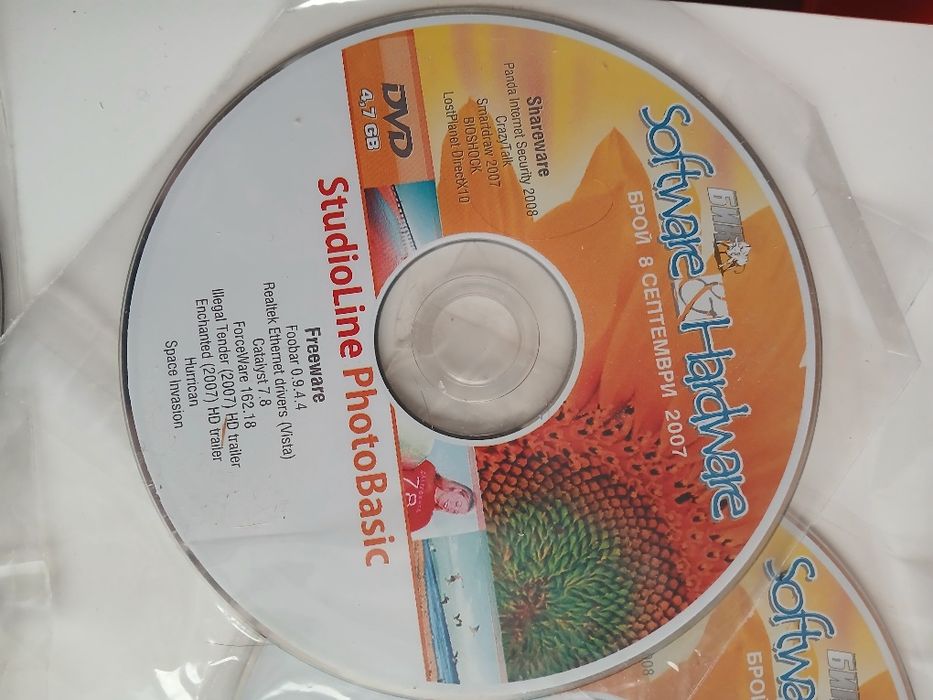 БИТ
Software & Hardware
БРОЙ 8 СЕПТЕМВРИ 2007
Shareware
Panda Internet Security 2008
CrazyTalk
Smartdraw 2007
BIOSHOCK
LostPlanet DirectX10
DVD
4,7 GB
StudioLine PhotoBasic
Freeware
Foobar 0.9.4.4
Realtek Ethernet drivers (Vista)
Catalyst 7.8
ForceWare 162.18
Illegal Tender (2007) HD trailer
Enchanted (2007) HD trailer
Hurrican
Space Invasion
78